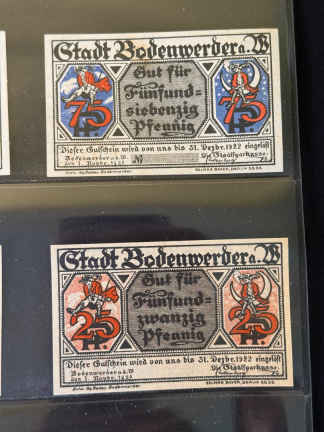 Stadt Bodenwerder a. W
Gut für
Fünfund-
siebenzig
Pfennig
75
75
Dieser Gutschein wird von uns bis 31. Dezbr. 1922 eingelöst
Bodenwerder a. W.
Die Stadtsparkasse:
Nº
Stadt Bodenwerder a. W
Gut für
Fünfund-
zwanzig
Pfennig
25
25
Dieser Gutschein wird von uns bis 31. Dezbr. 1922 eingelöst
Bodenwerder a. W.
Die Stadtsparkasse: